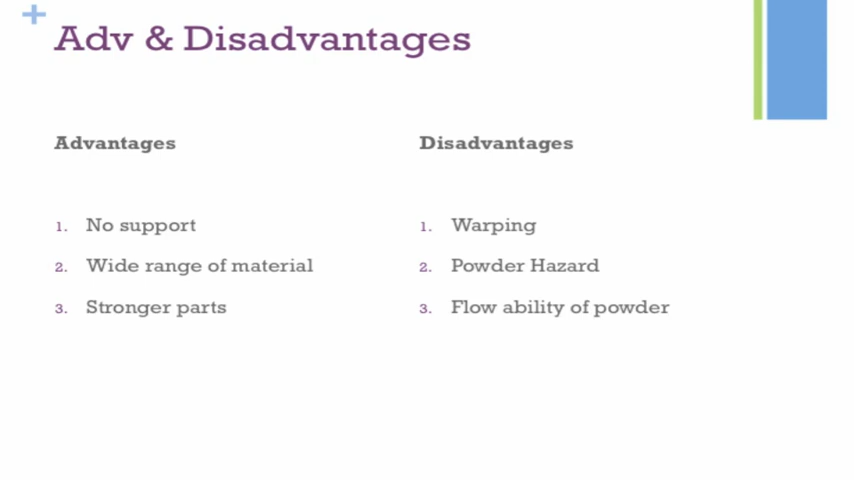 Adv & Disadvantages
Advantages
1. No support
2. Wide range of material
3. Stronger parts
Disadvantages
1. Warping
2. Powder Hazard
3. Flow ability of powder